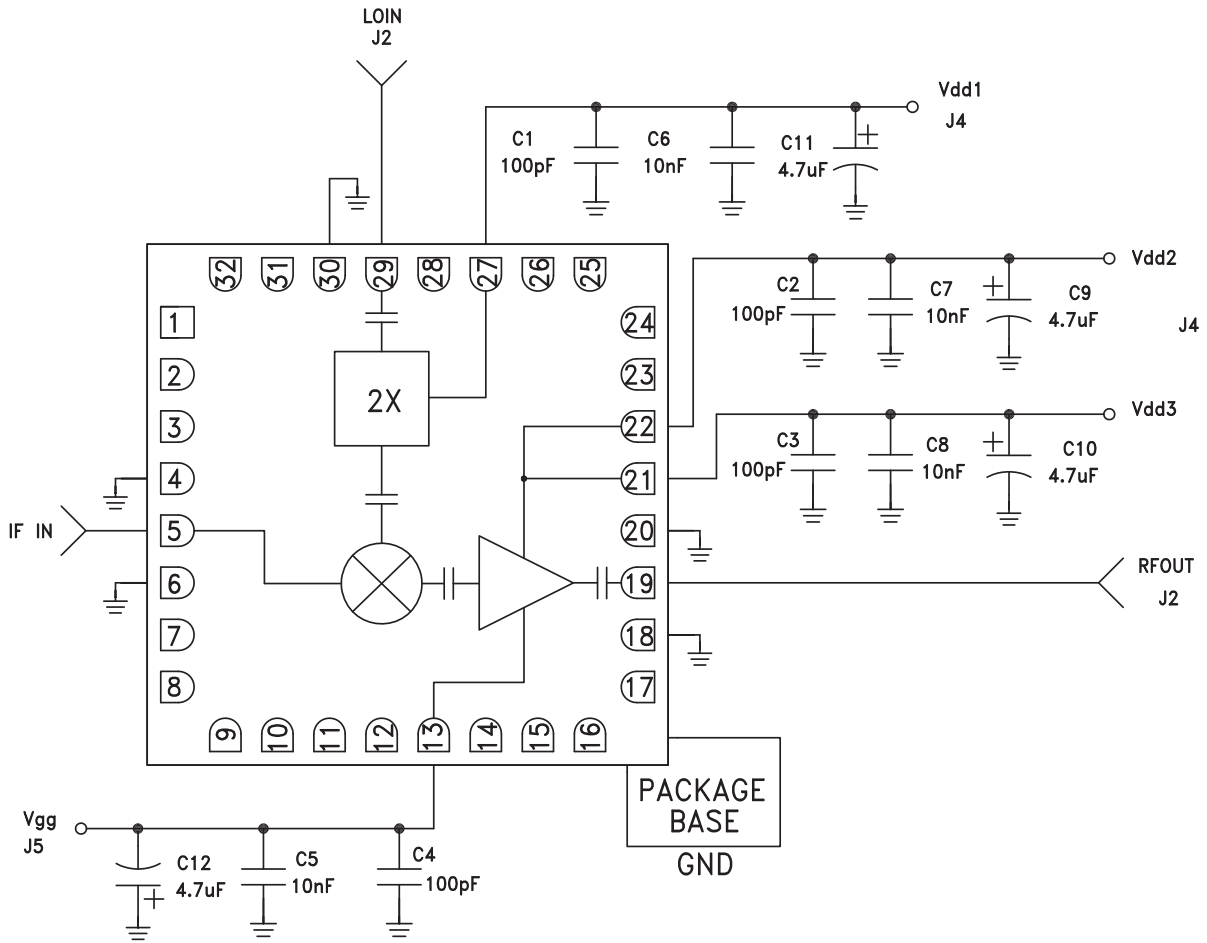 LOIN
J2
Vdd1
J4
C1
100pF
C6
10nF
C11
4.7uF
+
32
31
30
29
28
27
26
25
Vdd2
C2
100pF
C7
10nF
+
C9
4.7uF
J4
1
2
3
4
5
6
7
8
2X
24
23
22
21
20
19
18
17
Vdd3
C3
100pF
C8
10nF
+
C10
4.7uF
IF IN
RFOUT
J2
9
10
11
12
13
14
15
16
PACKAGE
BASE
GND
Vgg
J5
C12
4.7uF
+
C5
10nF
C4
100pF